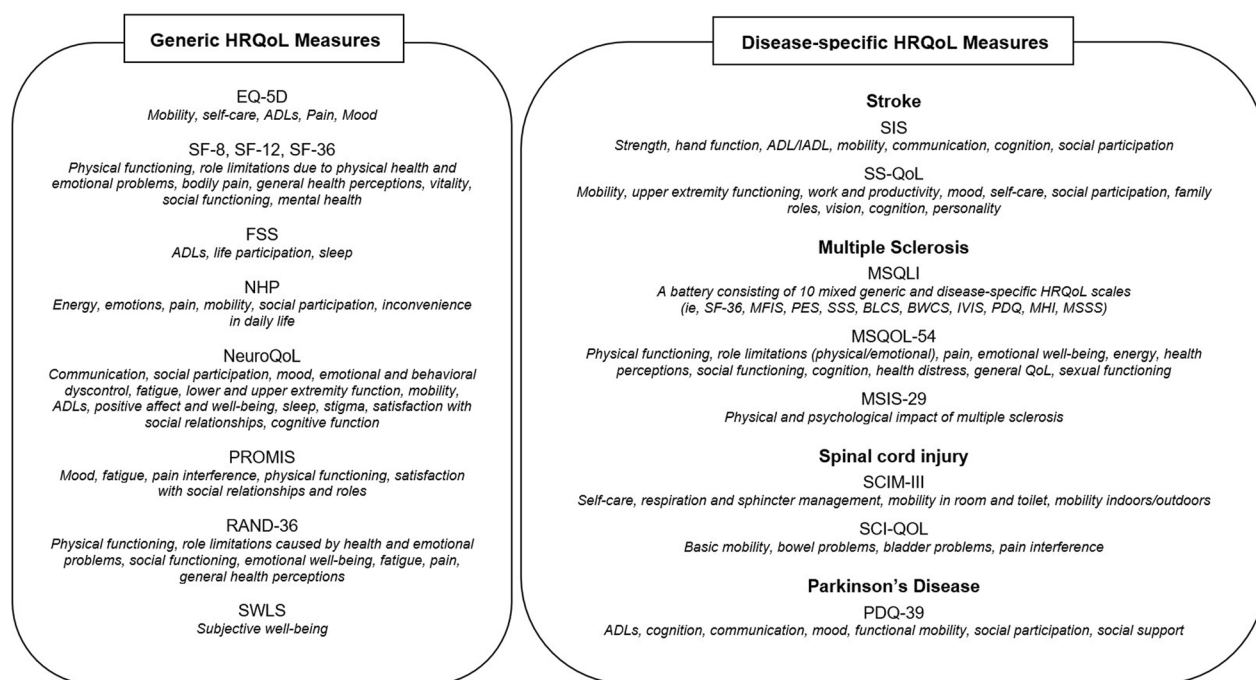 Generic HRQoL Measures
EQ-5D
Mobility, self-care, ADLs, Pain, Mood
SF-8, SF-12, SF-36
Physical functioning, role limitations due to physical health and
emotional problems, bodily pain, general health perceptions, vitality,
social functioning, mental health
FSS
ADLs, life participation, sleep
NHP
Energy, emotions, pain, mobility, social participation, inconvenience
in daily life
NeuroQoL
Communication, social participation, mood, emotional and behavioral
dyscontrol, fatigue, lower and upper extremity function, mobility,
ADLs, positive affect and well-being, sleep, stigma, satisfaction with
social relationships, cognitive function
PROMIS
Mood, fatigue, pain interference, physical functioning, satisfaction
with social relationships and roles
RAND-36
Physical functioning, role limitations caused by health and emotional
problems, social functioning, emotional well-being, fatigue, pain,
general health perceptions
SWLS
Subjective well-being
Disease-specific HRQoL Measures
Stroke
SIS
Strength, hand function, ADL/IADL, mobility, communication, cognition, social participation
SS-QoL
Mobility, upper extremity functioning, work and productivity, mood, self-care, social participation, family
roles, vision, cognition, personality
Multiple Sclerosis
MSQLI
A battery consisting of 10 mixed generic and disease-specific HRQoL scales
(ie, SF-36, MFIS, PES, SSS, BLCS, BWCS, IVIS, PDQ, MHI, MSSS)
MSQOL-54
Physical functioning, role limitations (physical/emotional), pain, emotional well-being, energy, health
perceptions, social functioning, cognition, health distress, general QoL, sexual functioning
MSIS-29
Physical and psychological impact of multiple sclerosis
Spinal cord injury
SCIM-III
Self-care, respiration and sphincter management, mobility in room and toilet, mobility indoors/outdoors
SCI-QOL
Basic mobility, bowel problems, bladder problems, pain interference
Parkinson's Disease
PDQ-39
ADLs, cognition, communication, mood, functional mobility, social participation, social support